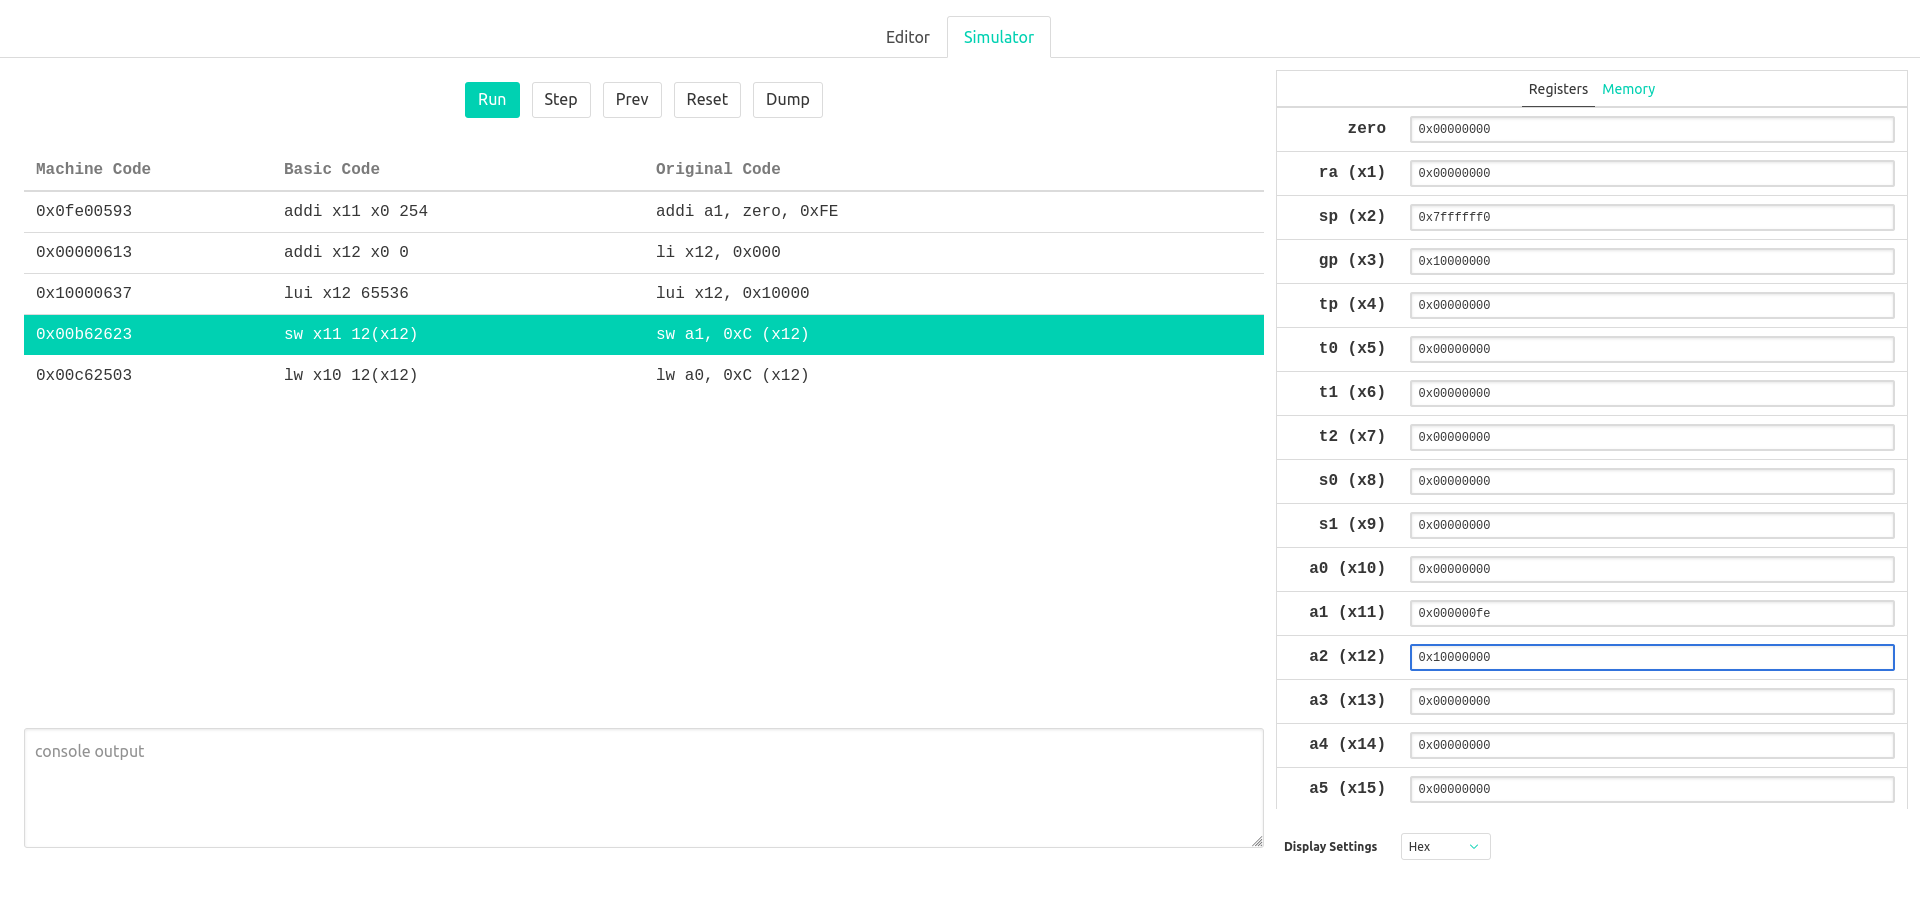 Editor Simulator
Run Step Prev Reset Dump
Machine Code Basic Code Original Code
0x0fe00593 addi x11 x0 254 addi a1, zero, 0xFE
0x00000613 addi x12 x0 0 li x12, 0x000
0x10000637 lui x12 65536 lui x12, 0x10000
0x00b62623 sw x11 12(x12) sw a1, 0xC (x12)
0x00c62503 lw x10 12(x12) lw a0, 0xC (x12)
console output
Registers Memory
zero 0x00000000
ra (x1) 0x00000000
sp (x2) 0x7ffffff0
gp (x3) 0x10000000
tp (x4) 0x00000000
t0 (x5) 0x00000000
t1 (x6) 0x00000000
t2 (x7) 0x00000000
s0 (x8) 0x00000000
s1 (x9) 0x00000000
a0 (x10) 0x00000000
a1 (x11) 0x000000fe
a2 (x12) 0x10000000
a3 (x13) 0x00000000
a4 (x14) 0x00000000
a5 (x15) 0x00000000
Display Settings Hex